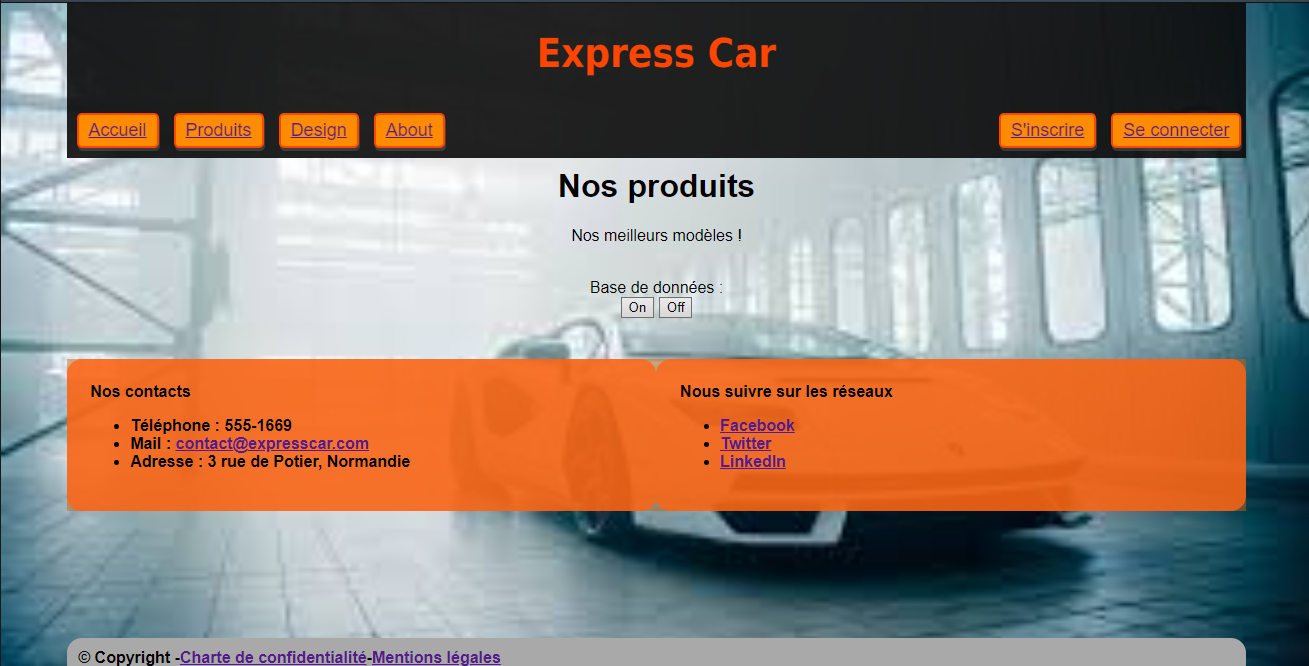 Express Car
Accueil Produits Design About S'inscrire Se connecter
Nos produits
Nos meilleurs modèles !
Base de données :
On Off
Nos contacts
Téléphone : 555-1669
Mail : contact@expresscar.com
Adresse : 3 rue de Potier, Normandie
Nous suivre sur les réseaux
Facebook
Twitter
LinkedIn
© Copyright -Charte de confidentialité-Mentions légales